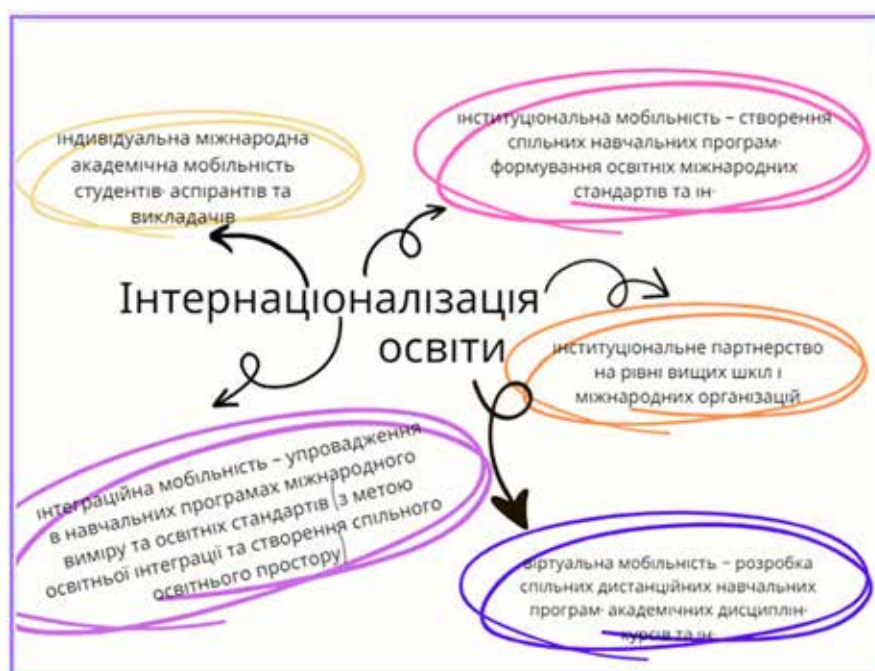 індивідуальна міжнародна
академічна мобільність
студентів· аспірантів та
викладачів
інституціональна мобільність – створення
спільних навчальних програм·
формування освітніх міжнародних
стандартів та ін·
Інтернаціоналізація
освіти
інституціональне партнерство
на рівні вищих шкіл і
міжнародних організацій
інтеграційна мобільність – упровадження
в навчальних програмах міжнародного
виміру та освітніх стандартів (з метою
освітньої інтеграції та створення спільного
освітнього простору)
віртуальна мобільність – розробка
спільних дистанційних навчальних
програм· академічних дисциплін·
курсів та ін·